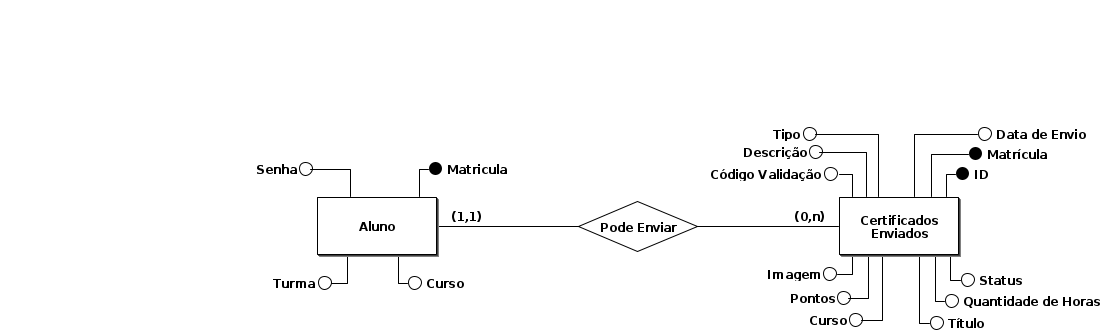 Tipo
Data de Envio
Descrição
Matrícula
Senha
Matricula
Código Validação
ID
(1,1)
(0,n)
Aluno
Pode Enviar
Certificados
Enviados
Turma
Curso
Imagem
Status
Pontos
Quantidade de Horas
Curso
Título